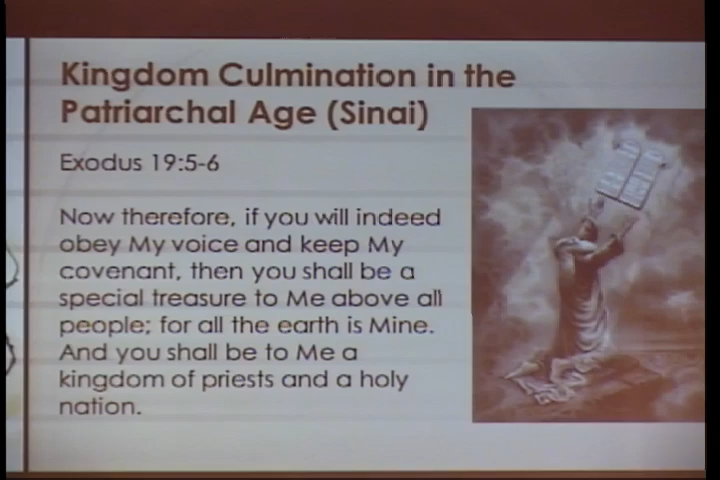 Kingdom Culmination in the
Patriarchal Age (Sinai)
Exodus 19:5-6
Now therefore, if you will indeed
obey My voice and keep My
covenant, then you shall be a
special treasure to Me above all
people; for all the earth is Mine.
And you shall be to Me a
kingdom of priests and a holy
nation.